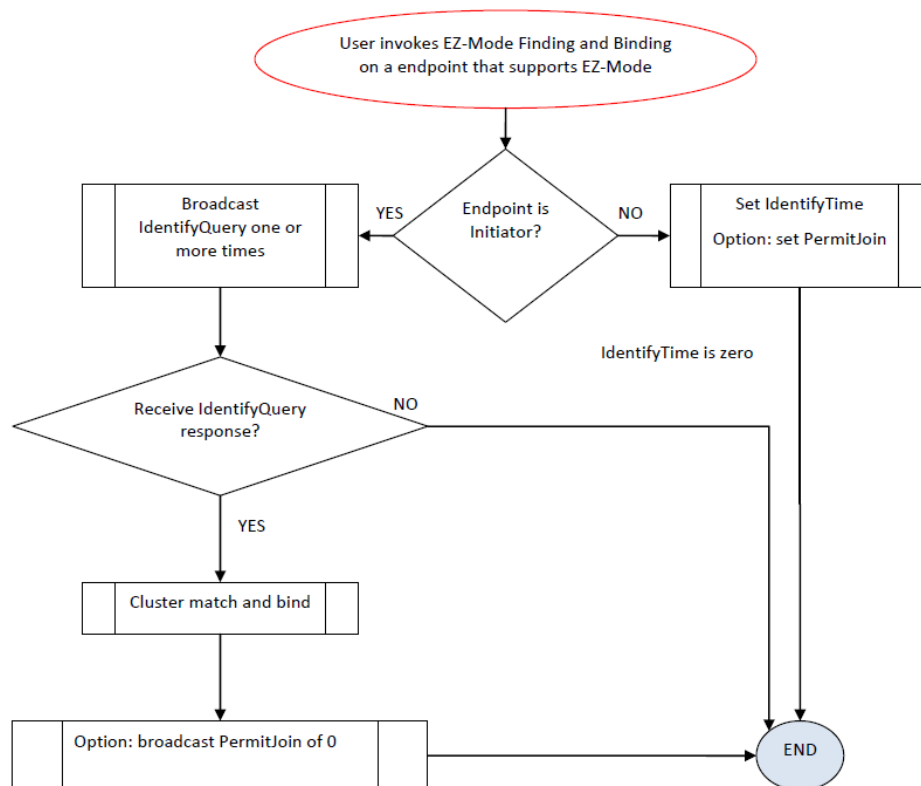 User invokes EZ-Mode Finding and Binding
on a endpoint that supports EZ-Mode
Broadcast
IdentifyQuery one or
more times
YES
Endpoint is
Initiator?
NO
Set IdentifyTime
Option: set PermitJoin
IdentifyTime is zero
Receive IdentifyQuery
response?
NO
YES
Cluster match and bind
Option: broadcast PermitJoin of 0
END